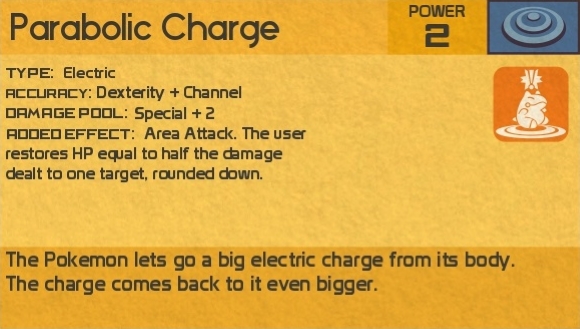 Parabolic Charge
POWER
2
TYPE: Electric
ACCURACY: Dexterity + Channel
DAMAGE POOL: Special + 2
ADDED EFFECT: Area Attack. The user
restores HP equal to half the damage
dealt to one target, rounded down.
The Pokemon lets go a big electric charge from its body.
The charge comes back to it even bigger.